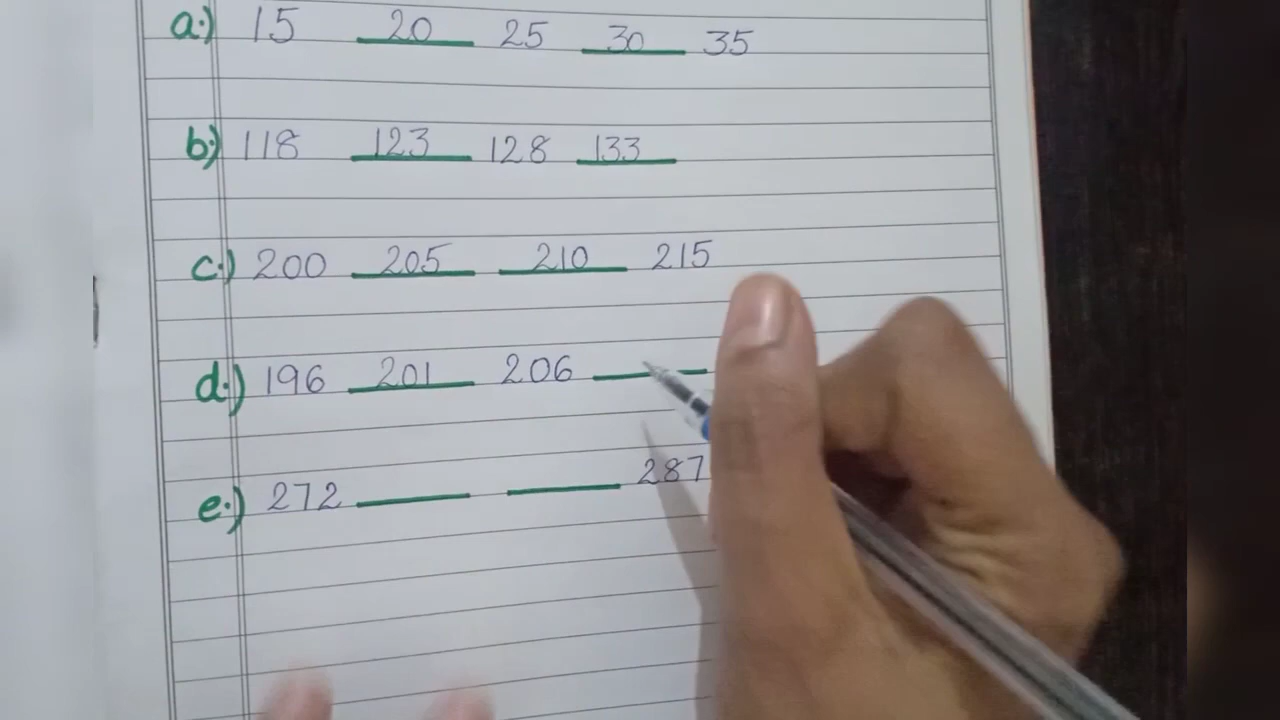 a.) 15 20 25 30 35
b.) 118 123 128 133
c.) 200 205 210 215
d.) 196 201 206
e.) 272 287